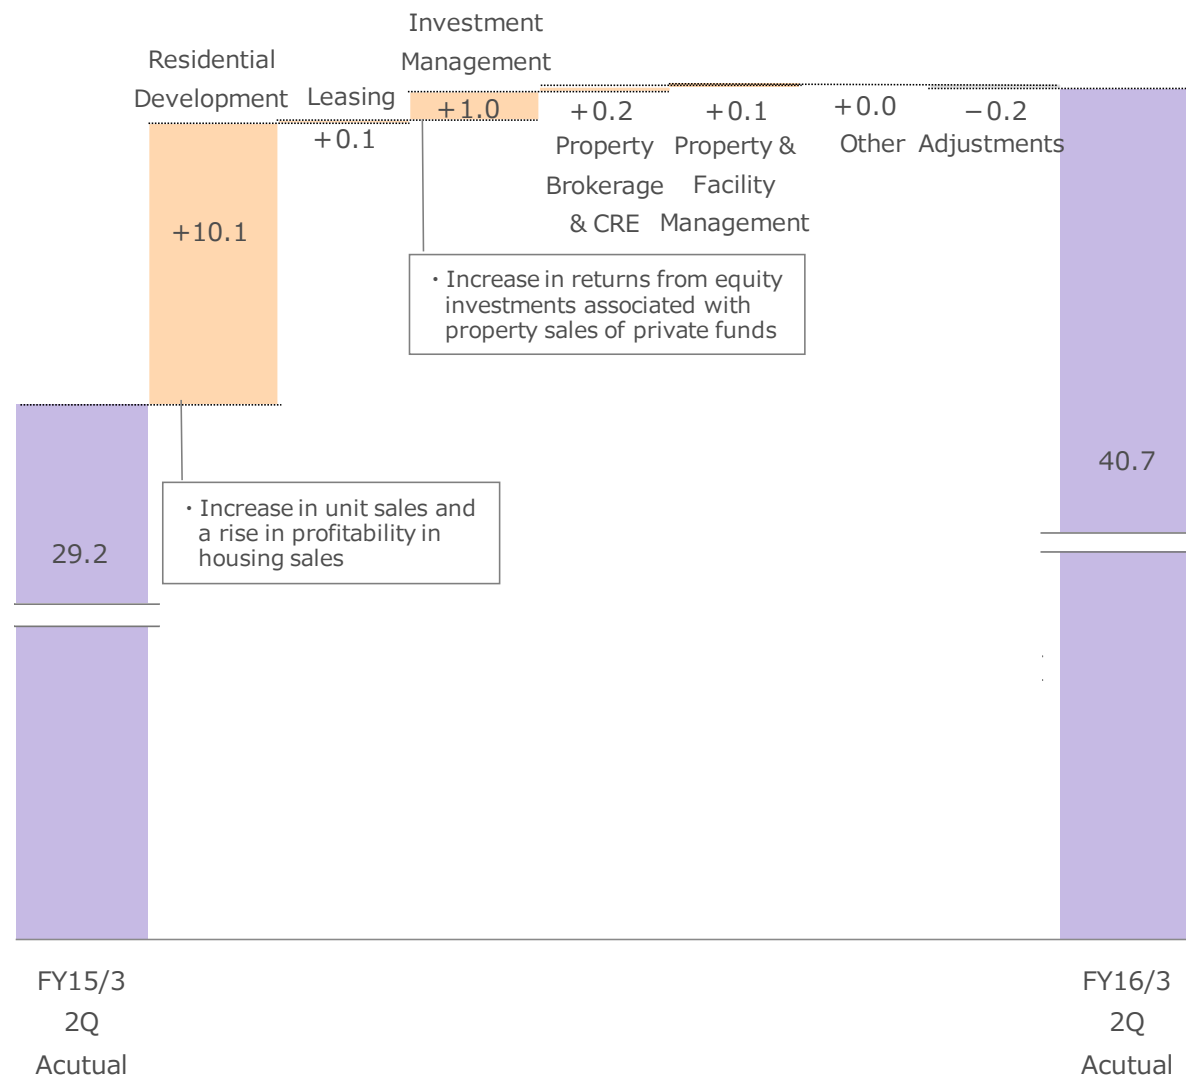 Investment
Management
Residential
Development
Leasing
+1.0
+0.2
+0.1
+0.0
−0.2
+0.1
Property
Brokerage
& CRE
Property &
Facility
Management
Other
Adjustments
+10.1
・Increase in returns from equity
investments associated with
property sales of private funds
40.7
・Increase in unit sales and
a rise in profitability in
housing sales
29.2
FY15/3
2Q
Acutual
FY16/3
2Q
Acutual